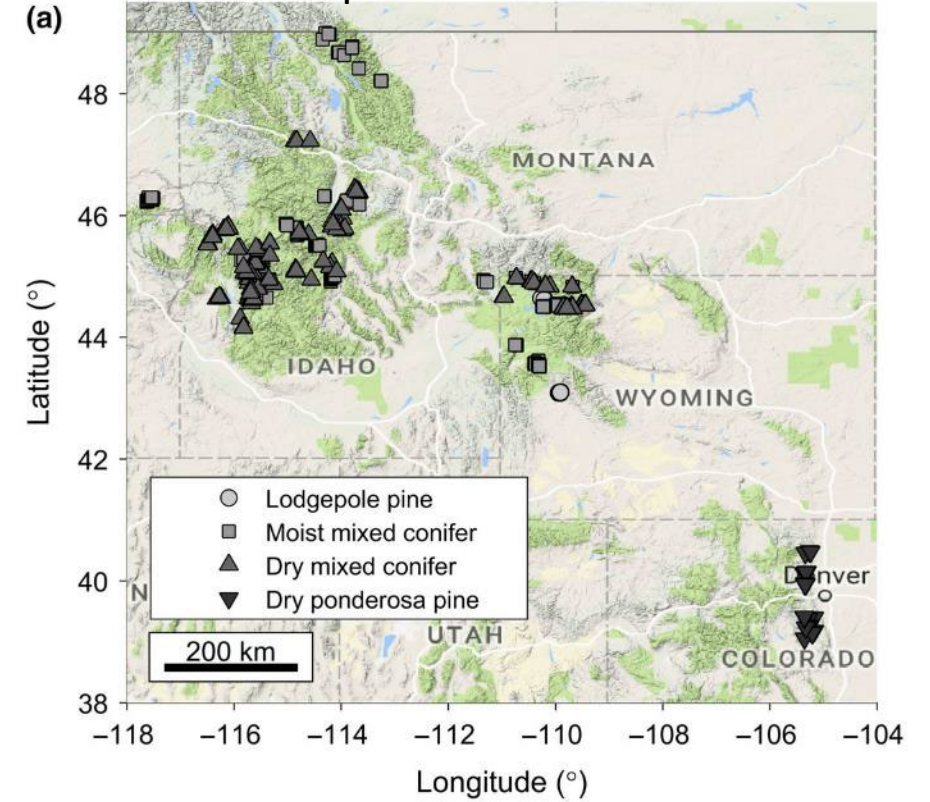 (a)
48
MONTANA
46
44
IDAHO
WYOMING
Latitude (°)
42
Lodgepole pine
Moist mixed conifer
Dry mixed conifer
Dry ponderosa pine
40
Denver
N
200 km
UTAH
COLORADO
38
−118 −116 −114 −112 −110 −108 −106 −104
Longitude (°)